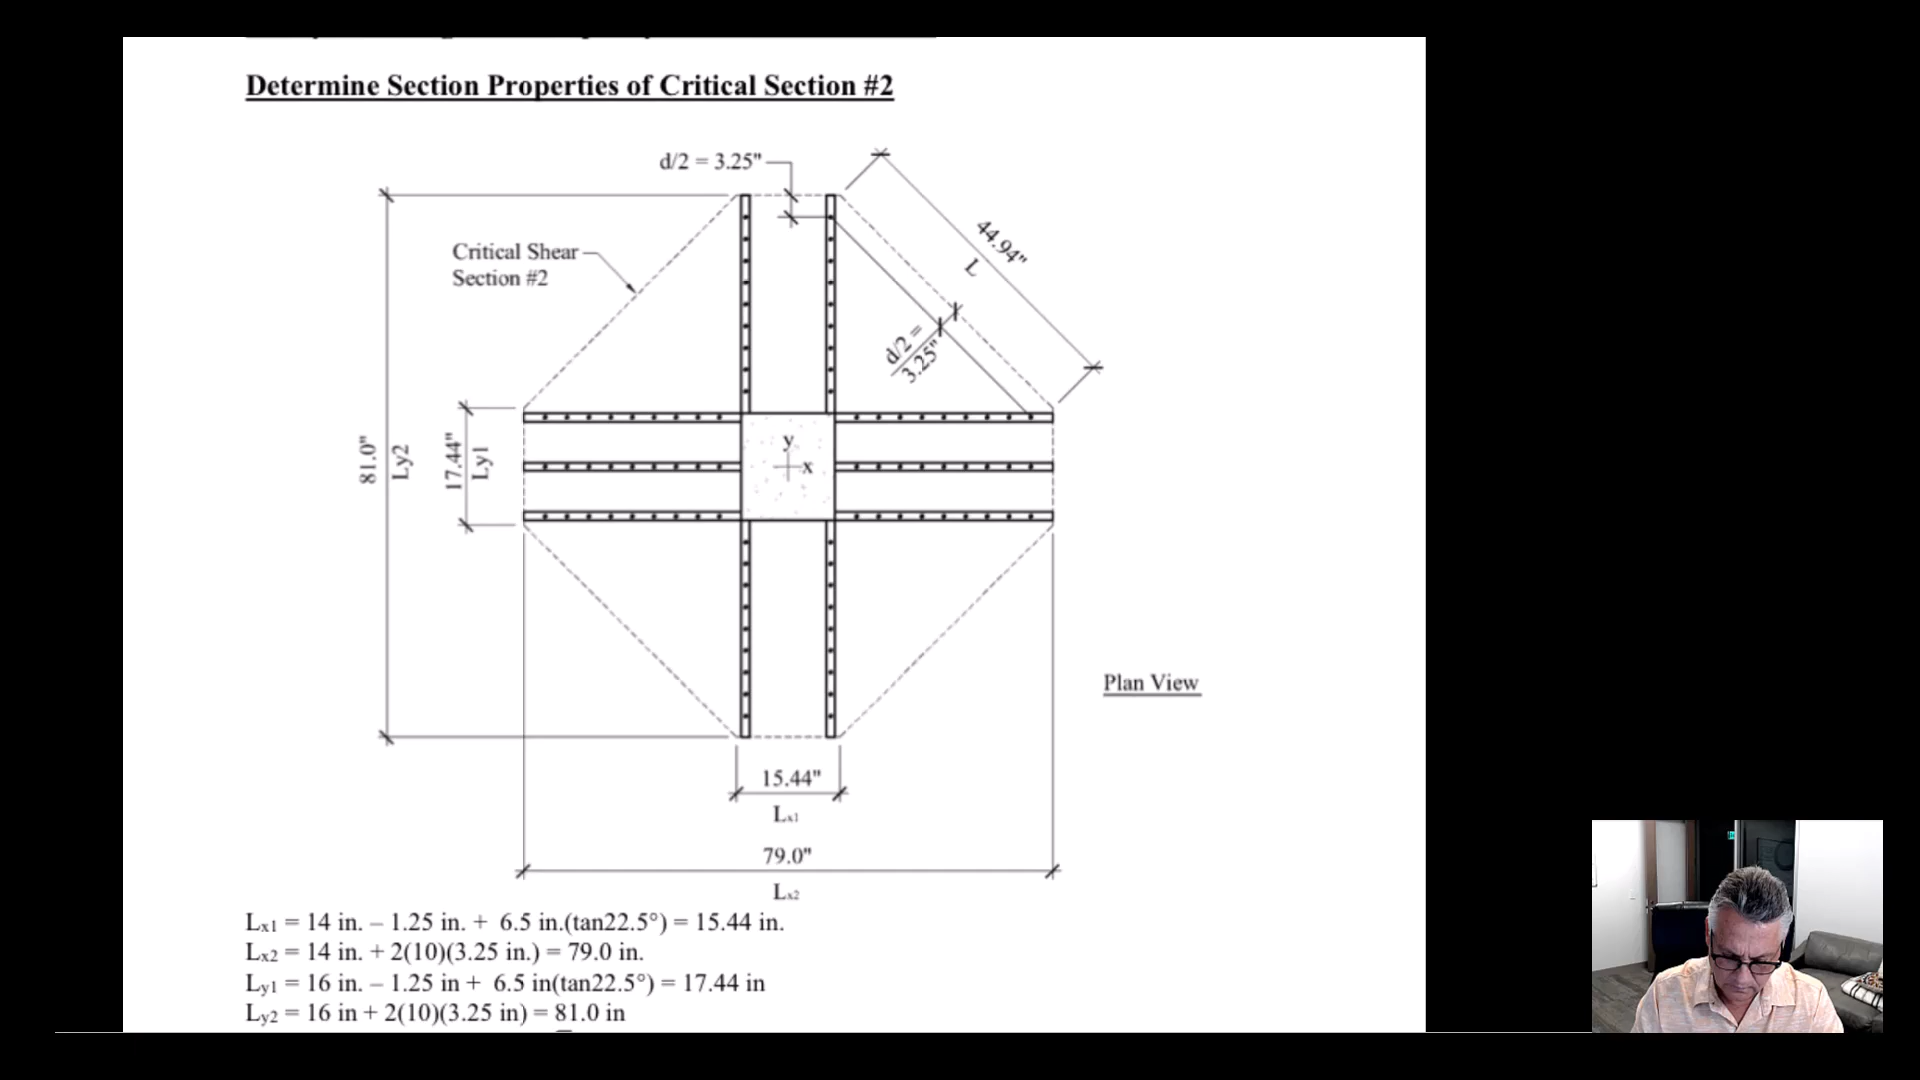 Determine Section Properties of Critical Section #2
d/2 = 3.25"
44.94"
L
Critical Shear
Section #2
d/2 =
3.25"
81.0"
Ly2
17.44"
Ly1
y
x
Plan View
15.44"
Lx1
79.0"
Lx2
Lx1 = 14 in. – 1.25 in. + 6.5 in.(tan22.5°) = 15.44 in.
Lx2 = 14 in. + 2(10)(3.25 in.) = 79.0 in.
Ly1 = 16 in. – 1.25 in + 6.5 in(tan22.5°) = 17.44 in
Ly2 = 16 in + 2(10)(3.25 in) = 81.0 in